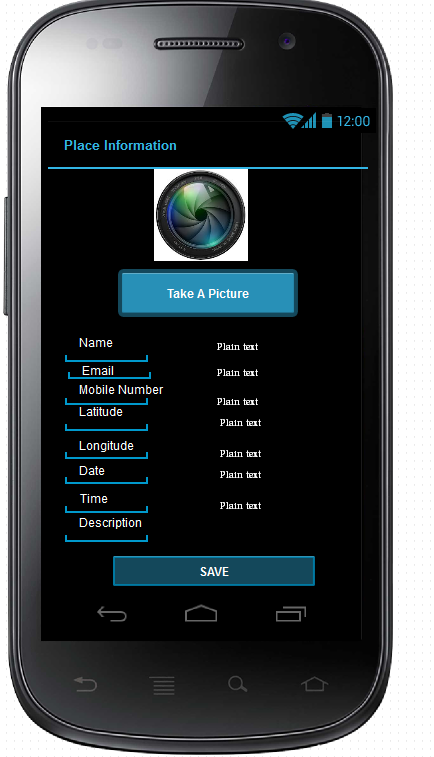 12:00
Place Information
Take A Picture
Name Plain text
Email Plain text
Mobile Number Plain text
Latitude Plain text
Longitude Plain text
Date Plain text
Time Plain text
Description
SAVE